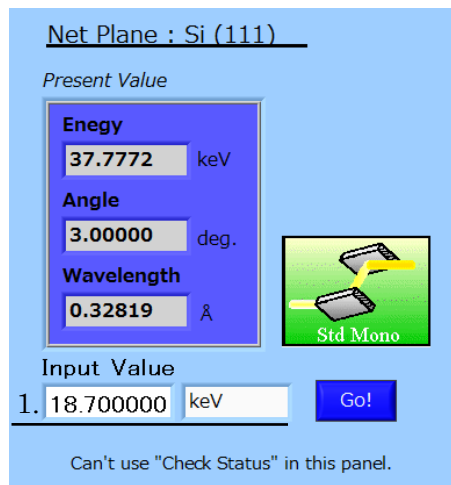 Net Plane : Si (111)
Present Value
Enegy
37.7772 keV
Angle
3.00000 deg.
Wavelength
0.32819 Å
Std Mono
Input Value
1. 18.700000 keV Go!
Can't use "Check Status" in this panel.